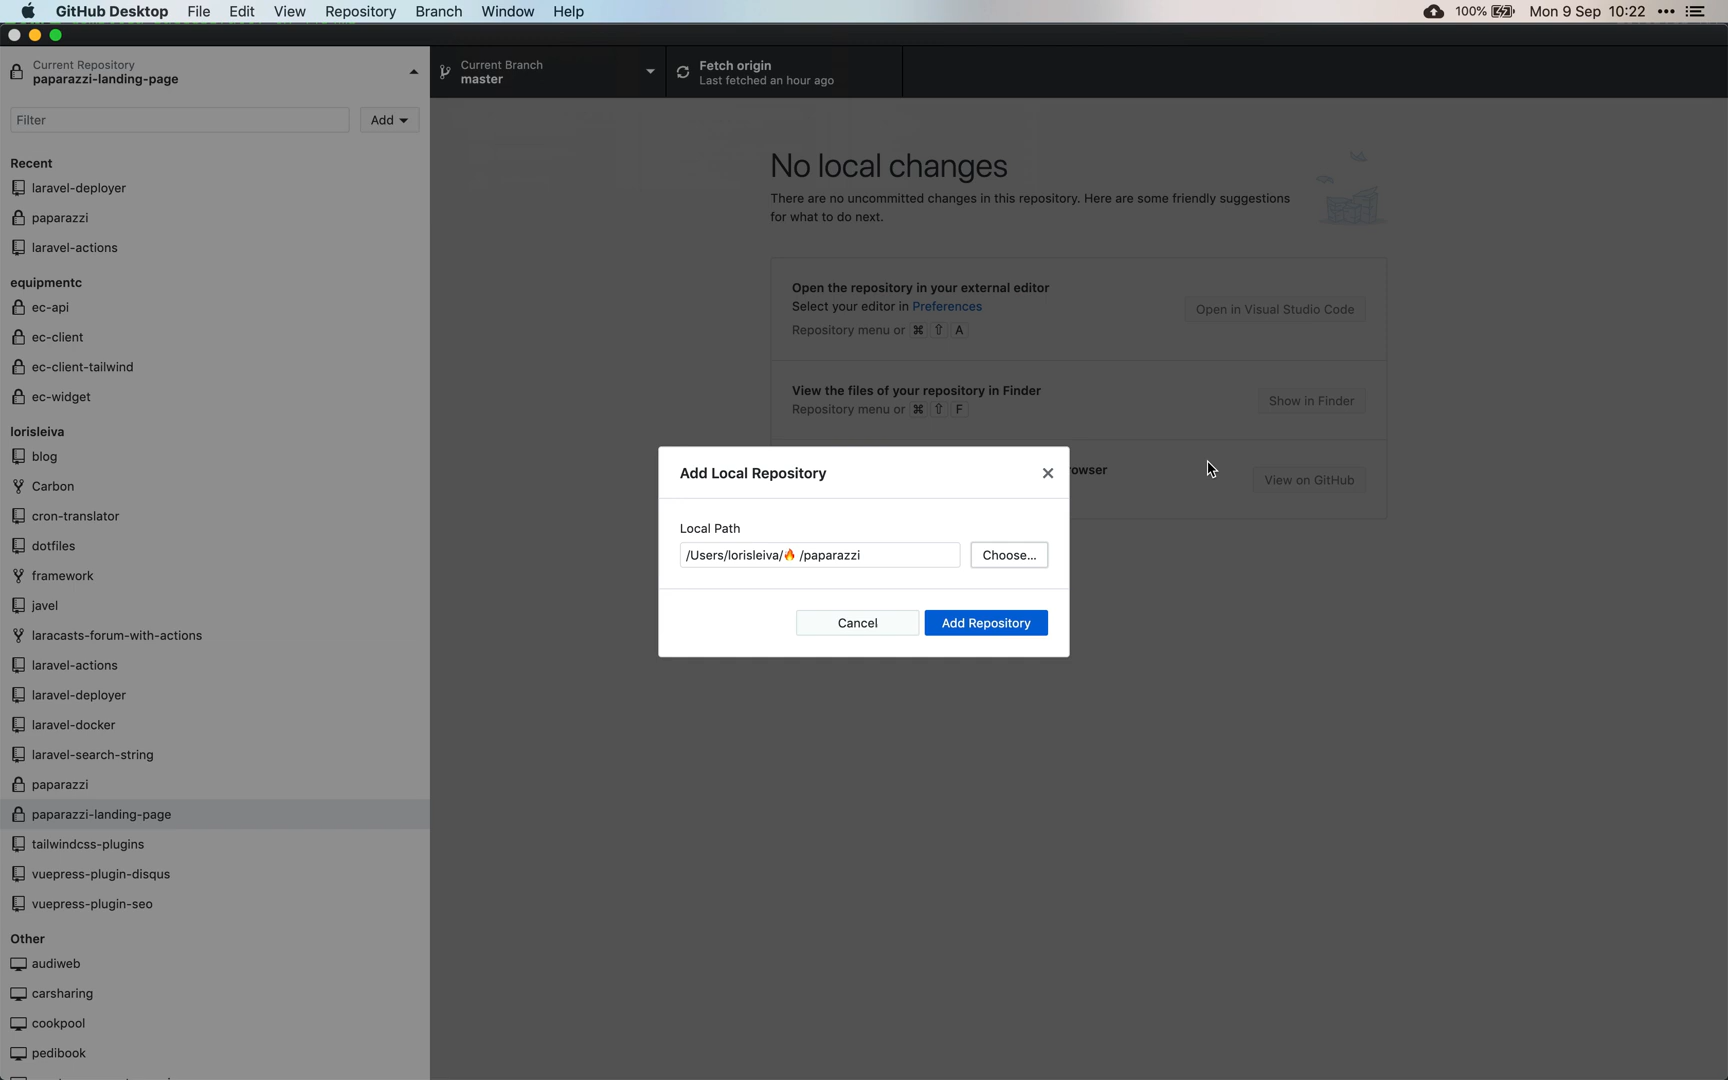 GitHub Desktop File Edit View Repository Branch Window Help 100% Mon 9 Sep 10:22
Current Repository
paparazzi-landing-page
Current Branch
master
Fetch origin
Last fetched an hour ago
Filter
Add
Recent
laravel-deployer
paparazzi
laravel-actions
equipmentc
ec-api
ec-client
ec-client-tailwind
ec-widget
lorisleiva
blog
Carbon
cron-translator
dotfiles
framework
javel
laracasts-forum-with-actions
laravel-actions
laravel-deployer
laravel-docker
laravel-search-string
paparazzi
paparazzi-landing-page
tailwindcss-plugins
vuepress-plugin-disqus
vuepress-plugin-seo
Other
audiweb
carsharing
cookpool
pedibook
No local changes
There are no uncommitted changes in this repository. Here are some friendly suggestions
for what to do next.
Open the repository in your external editor
Select your editor in Preferences
Repository menu or ⌘ ⇧ A
Open in Visual Studio Code
View the files of your repository in Finder
Repository menu or ⌘ ⇧ F
Show in Finder
owser
View on GitHub
Add Local Repository
Local Path
/Users/lorisleiva/🔥 /paparazzi
Choose...
Cancel
Add Repository